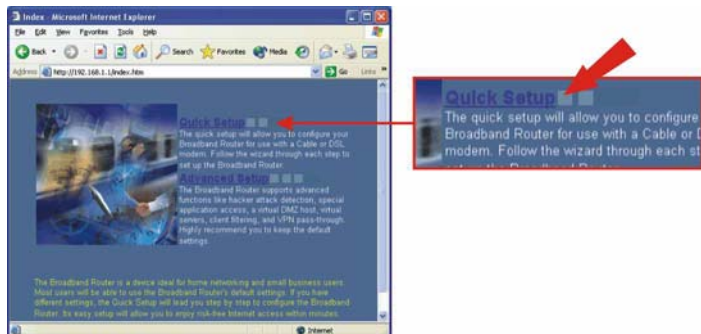 Index - Microsoft Internet Explorer
File Edit View Favorites Tools Help
Back Search Favorites Media
Address http://192.168.1.1/index.htm Go Links
Quick Setup
The quick setup will allow you to configure your
Broadband Router for use with a Cable or DSL
modem. Follow the wizard through each step to
set up the Broadband Router.
Advanced Setup
The Broadband Router supports advanced
functions like hacker attack detection, special
application access, a virtual DMZ host, virtual
servers, client filtering, and VPN pass-through.
Highly recommend you to keep the default
settings.
The Broadband Router is a device ideal for home networking and small business users.
Most users will be able to use the Broadband Router's default settings. If you have
different settings, the Quick Setup will lead you step by step to configure the Broadband
Router. Its easy setup will allow you to enjoy risk-free Internet access within minutes.
Internet
Quick Setup
The quick setup will allow you to configure
Broadband Router for use with a Cable or D
modem. Follow the wizard through each st